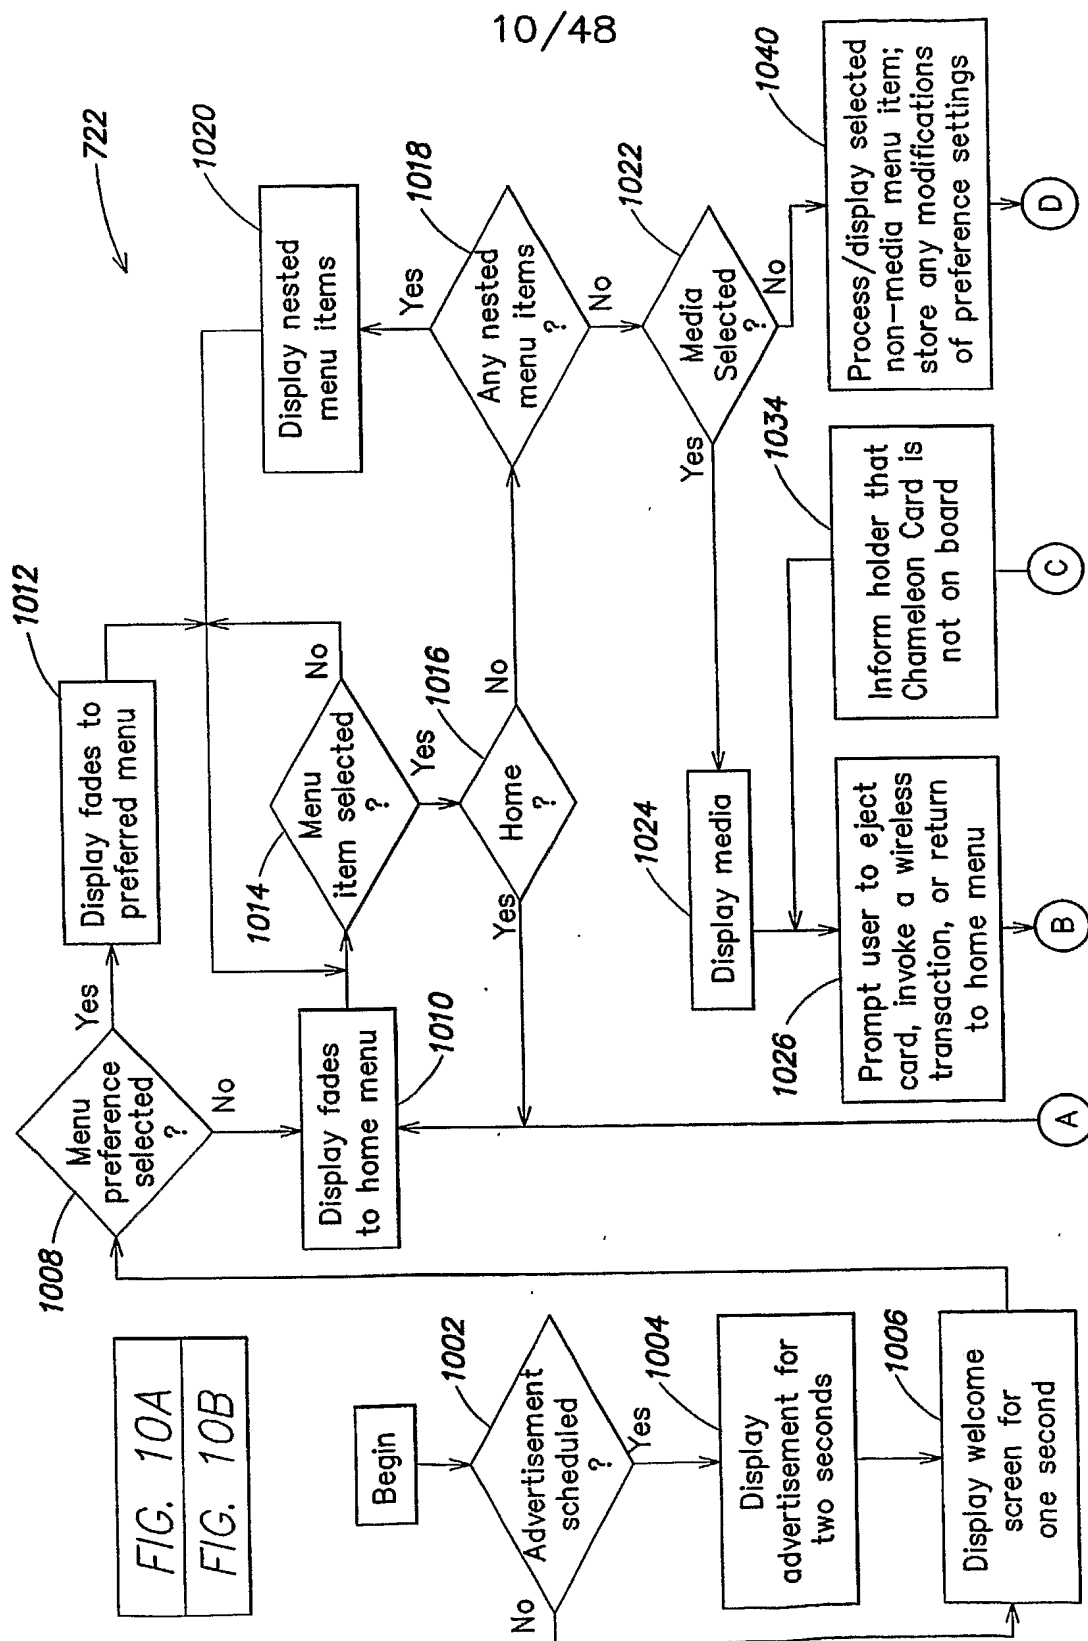 10/48
722
FIG. 10A
FIG. 10B
Begin
1002
Advertisement
scheduled
?
No
Yes
1004
Display
advertisement for
two seconds
1006
Display welcome
screen for
one second
1008
Menu
preference
selected
?
Yes
No
1012
Display fades to
preferred menu
1010
Display fades
to home menu
1014
Menu
item selected
?
No
Yes
1016
Home
?
Yes
No
1020
Display nested
menu items
1018
Any nested
menu items
?
Yes
No
1022
Media
Selected
?
Yes
No
1024
Display media
1026
Prompt user to eject
card, invoke a wireless
transaction, or return
to home menu
1034
Inform holder that
Chameleon Card is
not on board
1040
Process/display selected
non-media menu item;
store any modifications
of preference settings
A
B
C
D